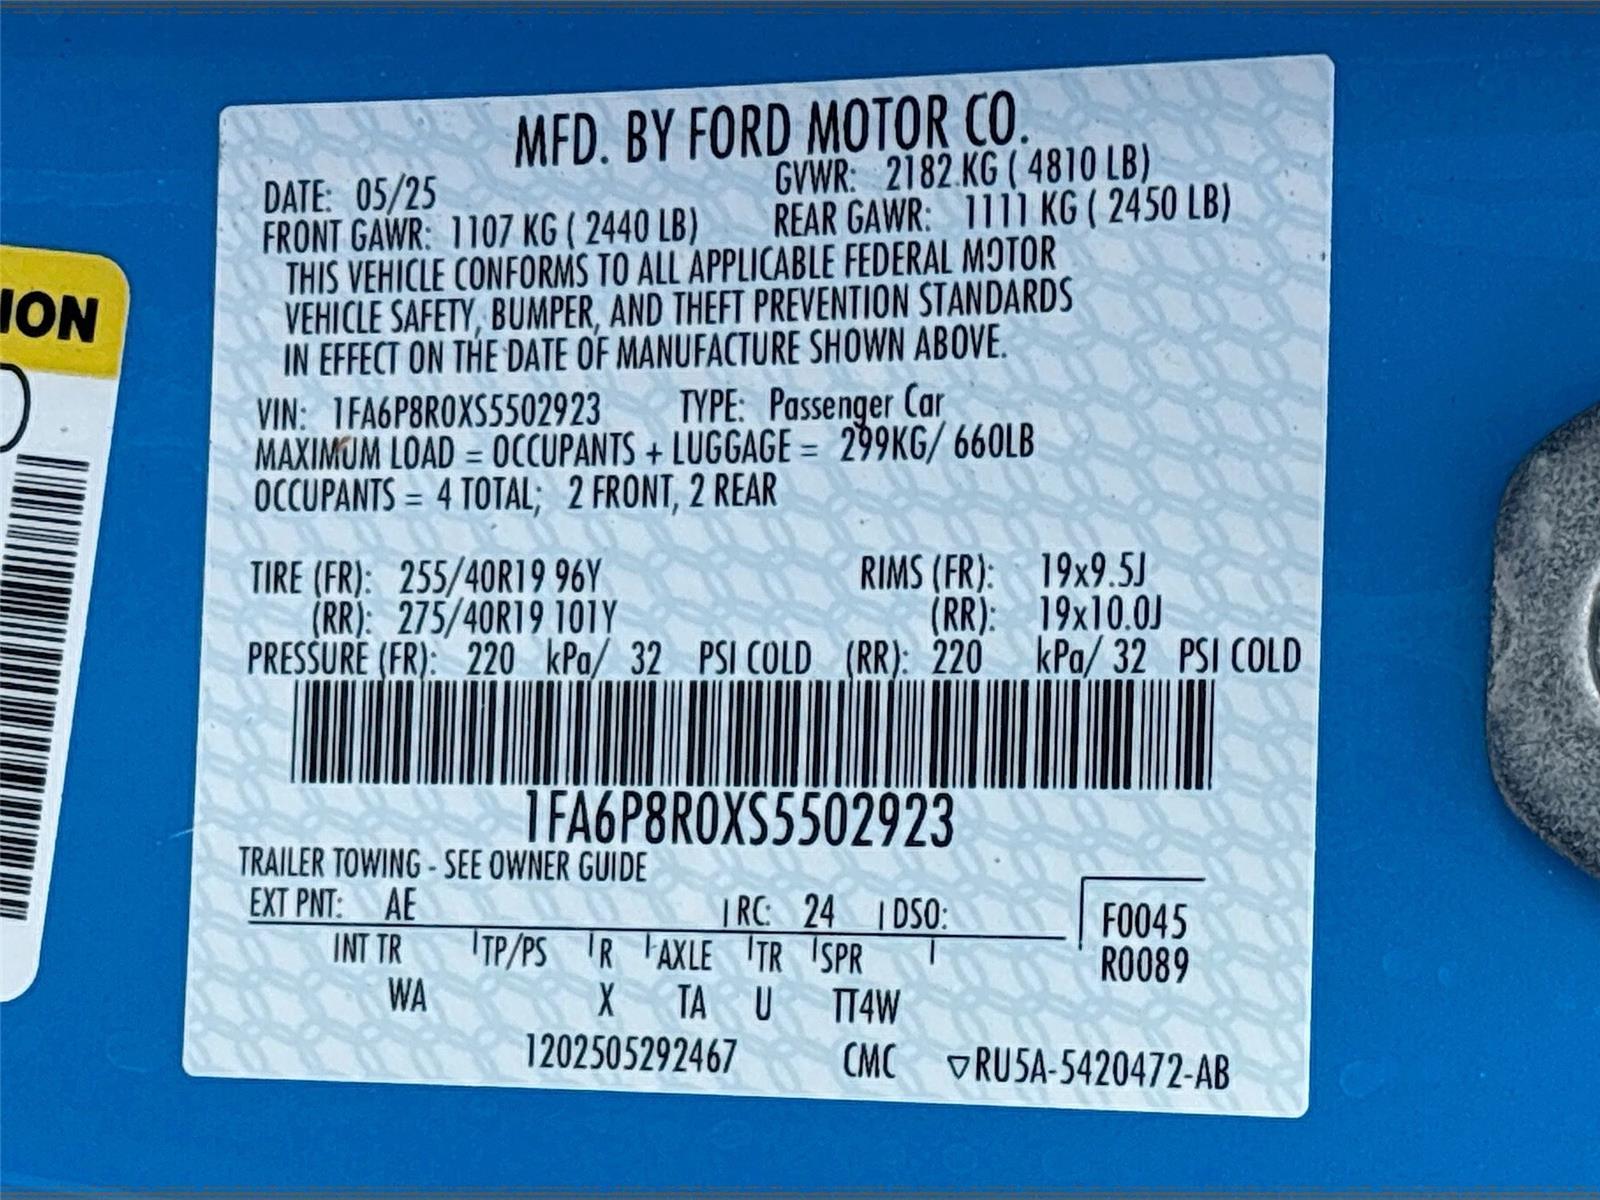 MFD. BY FORD MOTOR CO.
DATE: 05/25 GVWR: 2182 KG ( 4810 LB)
FRONT GAWR: 1107 KG ( 2440 LB) REAR GAWR: 1111 KG ( 2450 LB)
THIS VEHICLE CONFORMS TO ALL APPLICABLE FEDERAL MOTOR
VEHICLE SAFETY, BUMPER, AND THEFT PREVENTION STANDARDS
IN EFFECT ON THE DATE OF MANUFACTURE SHOWN ABOVE.
VIN: 1FA6P8R0XS5502923 TYPE: Passenger Car
MAXIMUM LOAD = OCCUPANTS + LUGGAGE = 299KG/ 660LB
OCCUPANTS = 4 TOTAL; 2 FRONT, 2 REAR
TIRE (FR): 255/40R19 96Y RIMS (FR): 19x9.5J
(RR): 275/40R19 101Y (RR): 19x10.0J
PRESSURE (FR): 220 kPa/ 32 PSI COLD (RR): 220 kPa/ 32 PSI COLD
1FA6P8R0XS5502923
TRAILER TOWING - SEE OWNER GUIDE
EXT PNT: AE RC: 24 DSO:
F0045
INT TR TP/PS R AXLE TR SPR
R0089
WA X TA U TT4W
1202505292467 CMC ▽RU5A-5420472-AB
ION